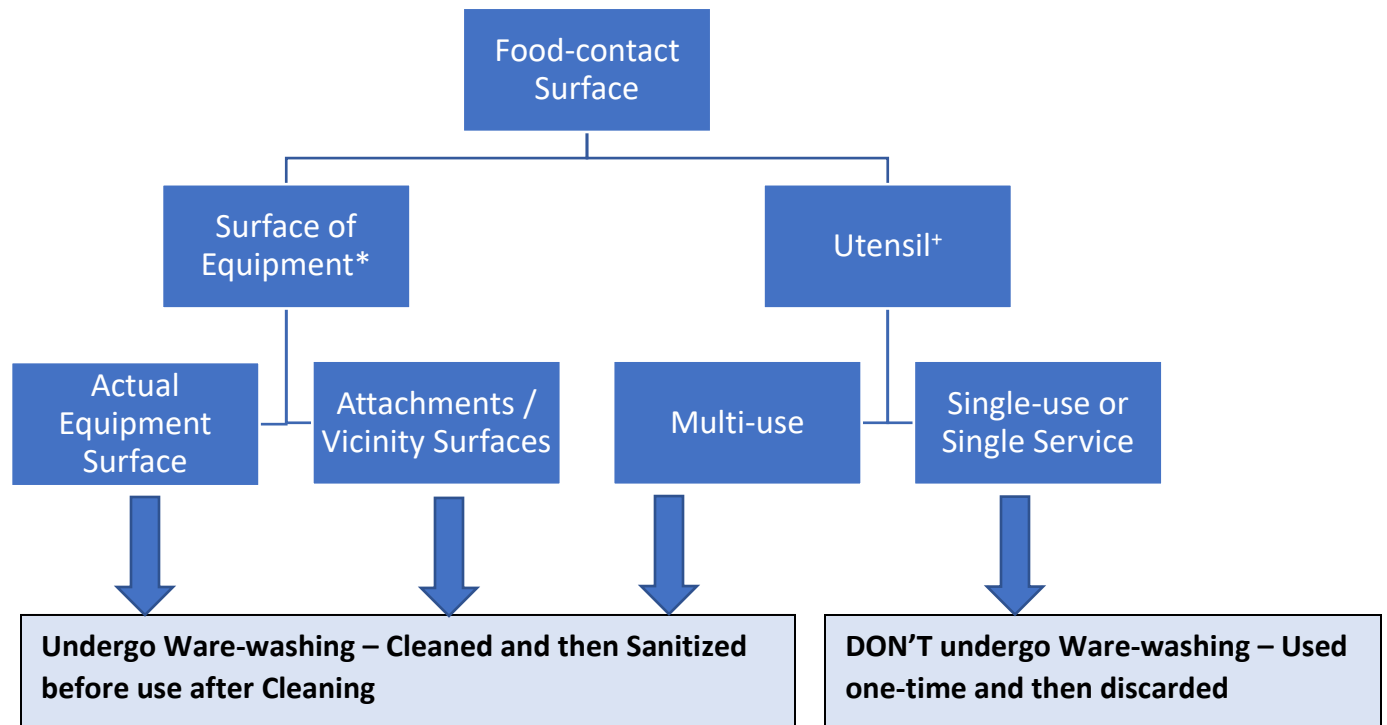 Food-contact
Surface
Surface of
Equipment*
Utensil⁺
Actual
Equipment
Surface
Attachments /
Vicinity Surfaces
Multi-use
Single-use or
Single Service
Undergo Ware-washing – Cleaned and then Sanitized
before use after Cleaning
DON’T undergo Ware-washing – Used
one-time and then discarded